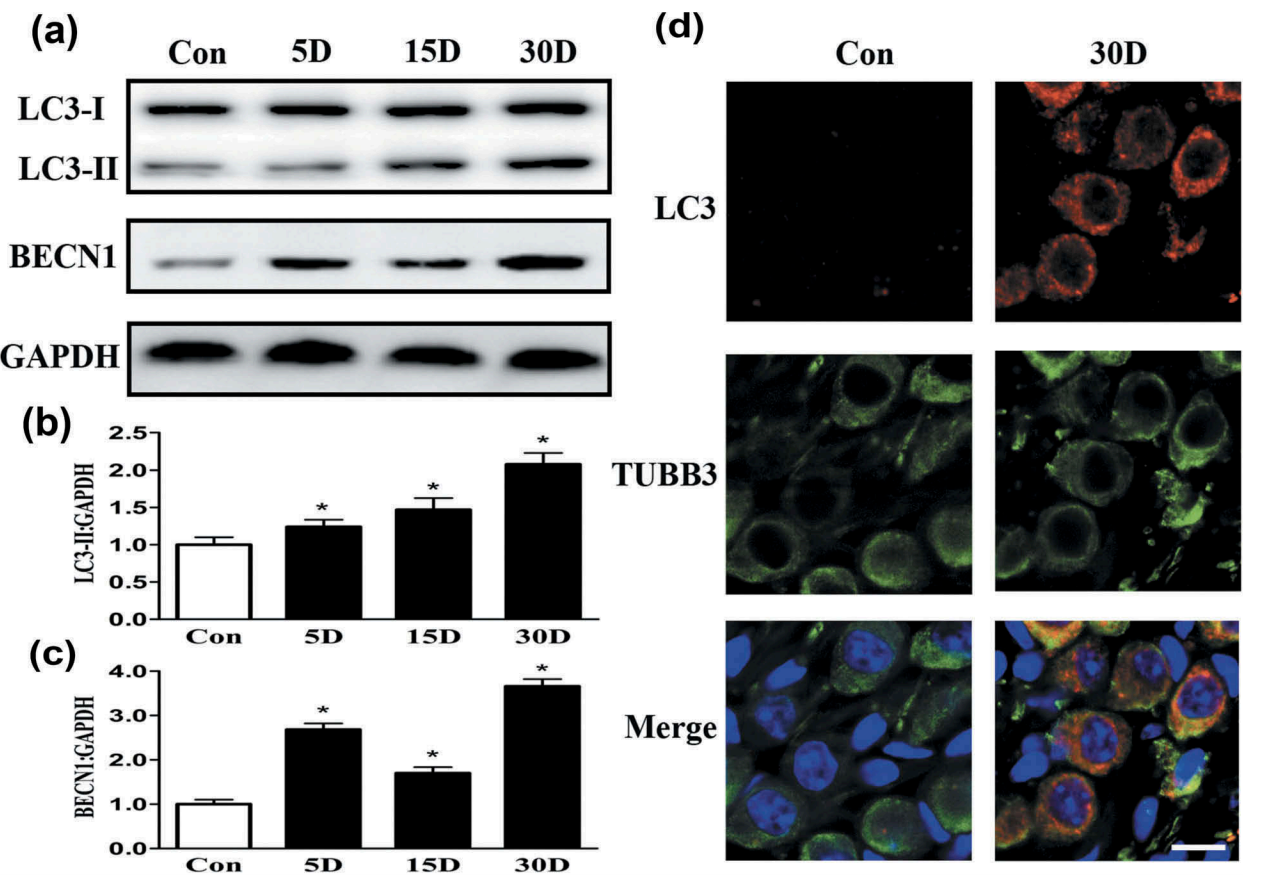 (a)
Con 5D 15D 30D
LC3-I
LC3-II
BECN1
GAPDH
(b)
LC3-II:GAPDH
2.5
2.0
1.5
1.0
0.5
0.0
* * *
Con 5D 15D 30D
(c)
BECN1:GAPDH
4.0
3.0
2.0
1.0
0.0
* * *
Con 5D 15D 30D
(d)
Con 30D
LC3
TUBB3
Merge